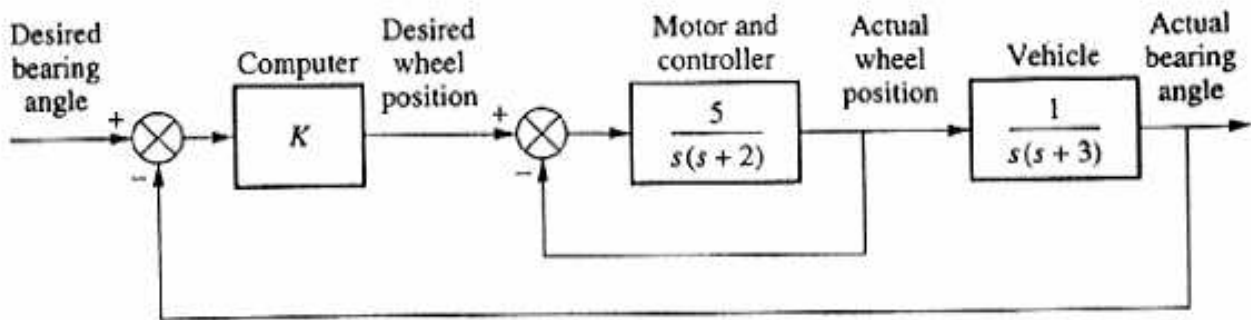 Desired
bearing
angle
Computer
Desired
wheel
position
Motor and
controller
Actual
wheel
position
Vehicle
Actual
bearing
angle
+
−
K
+
−
5
s(s + 2)
1
s(s + 3)